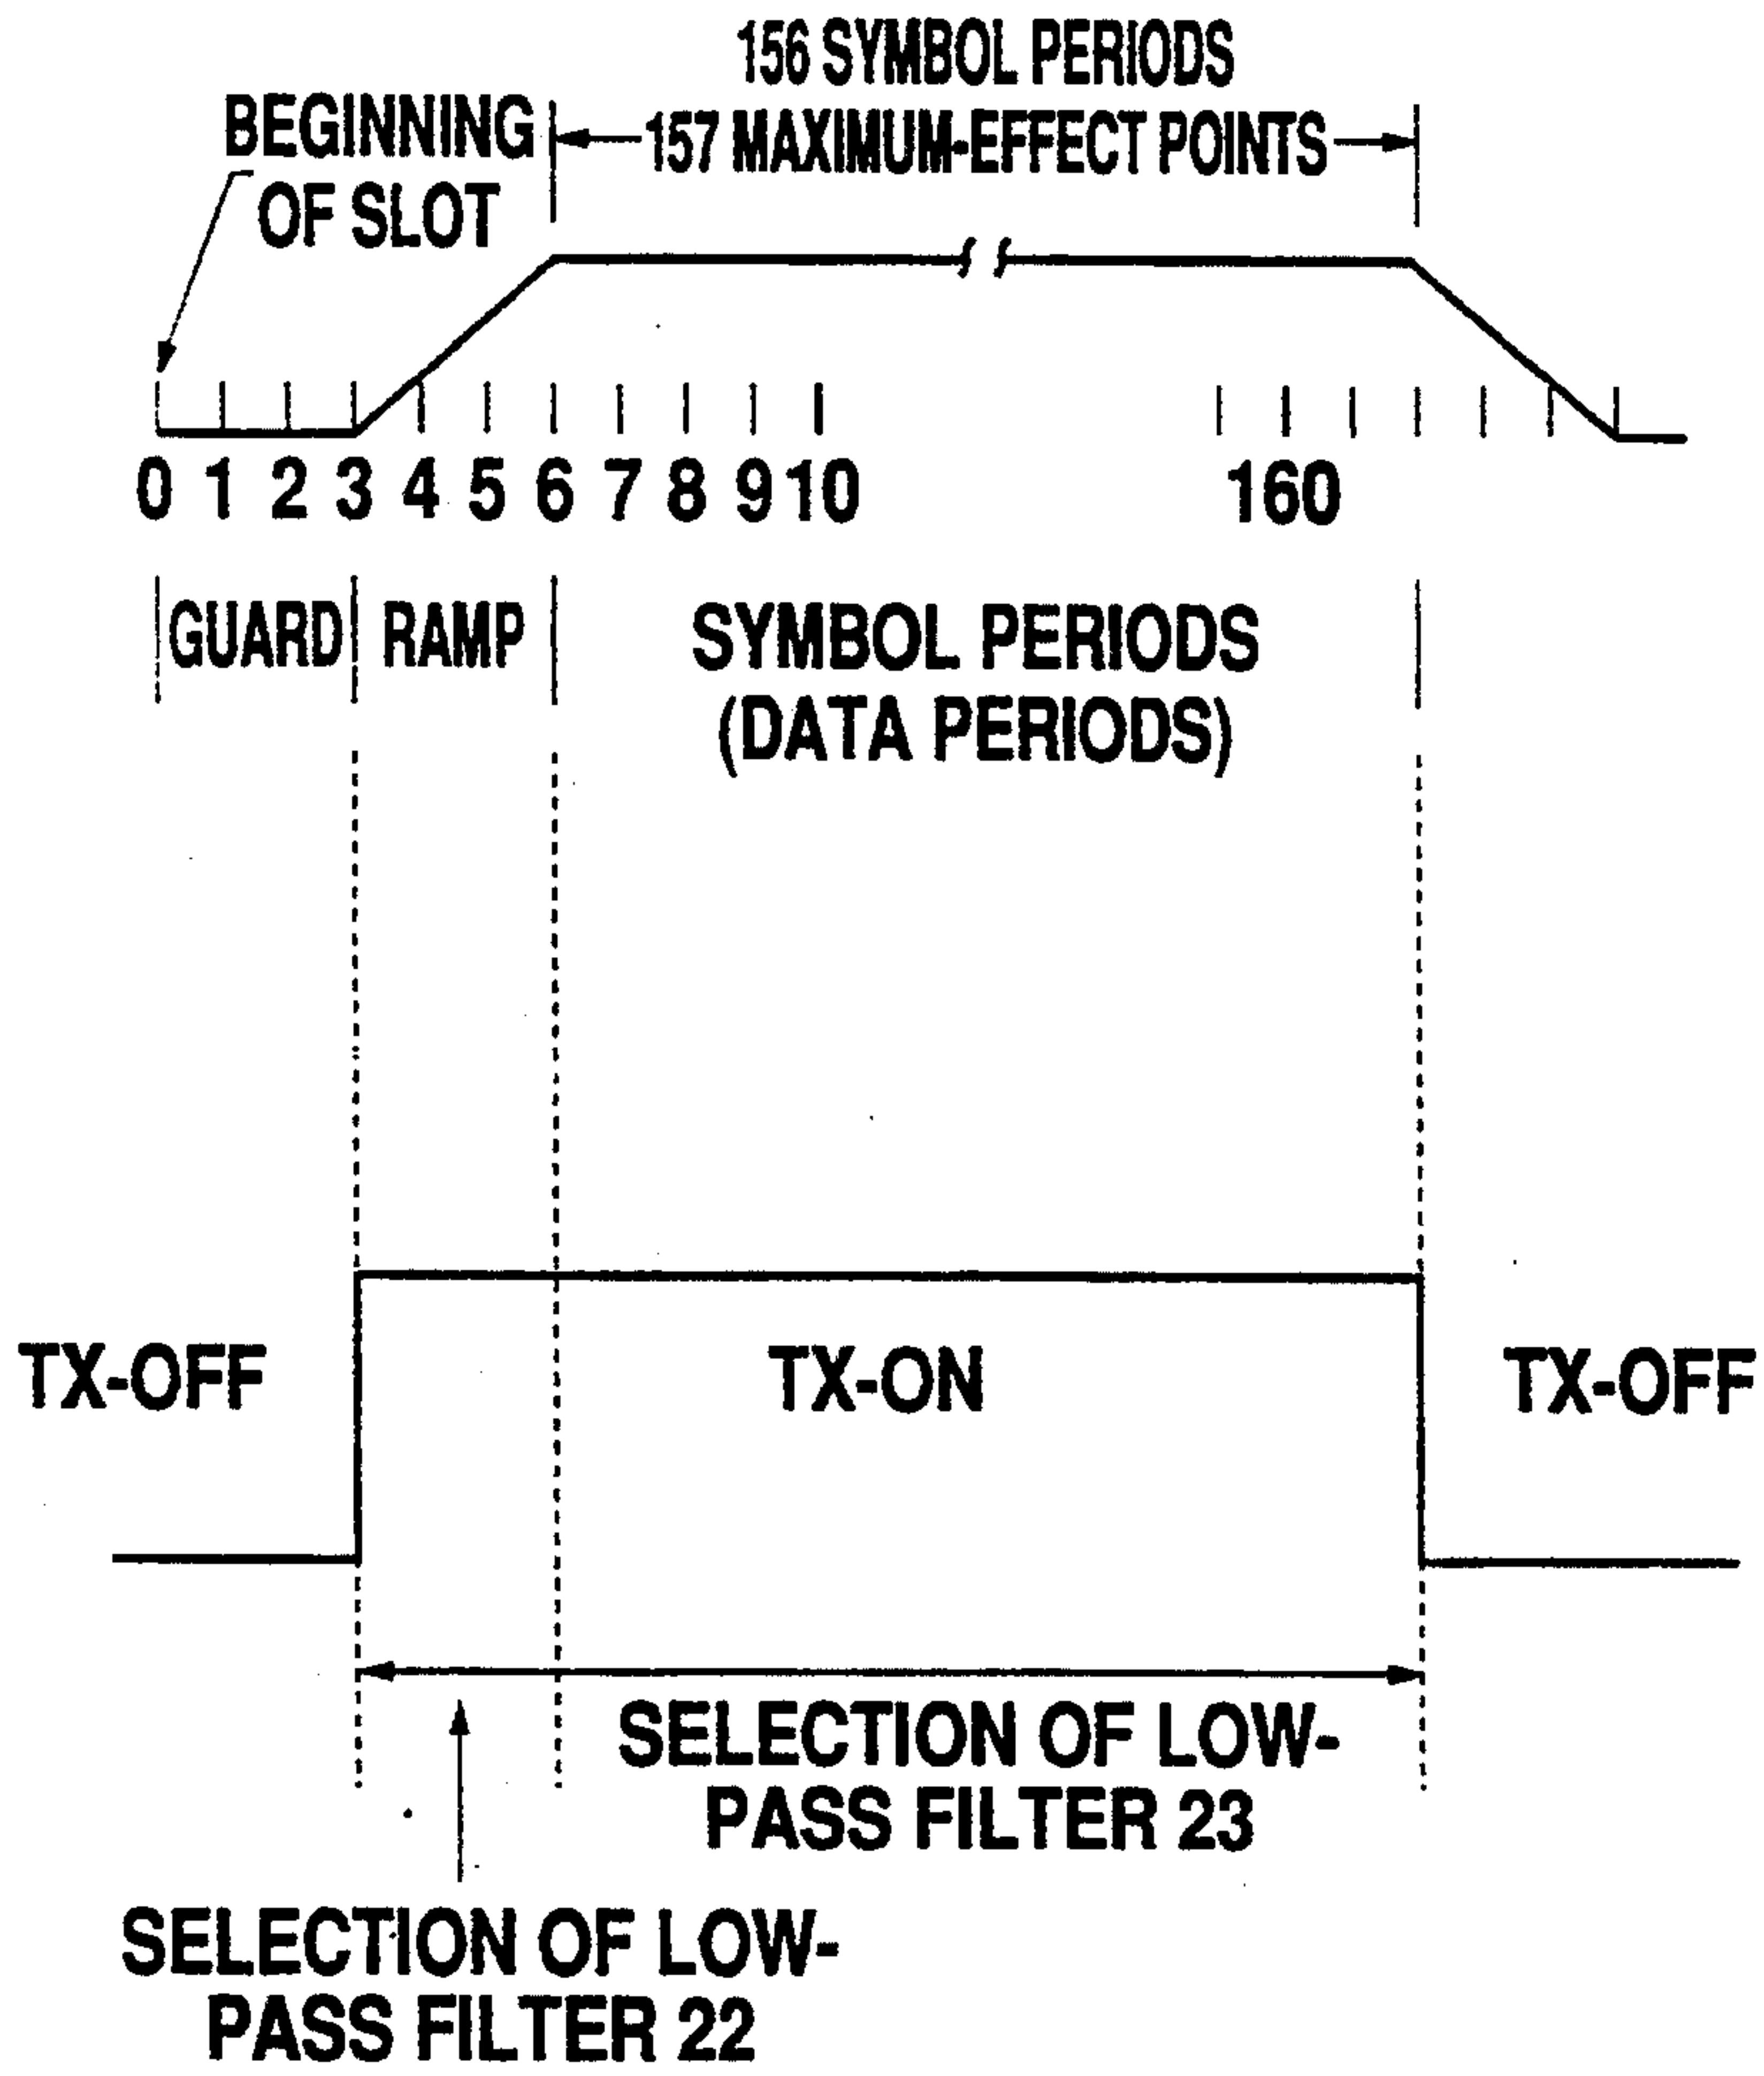 156 SYMBOL PERIODS
157 MAXIMUM-EFFECT POINTS
BEGINNING
OF SLOT
0 1 2 3 4 5 6 7 8 9 10 160
GUARD RAMP SYMBOL PERIODS
(DATA PERIODS)
TX-OFF TX-ON TX-OFF
SELECTION OF LOW-
PASS FILTER 23
SELECTION OF LOW-
PASS FILTER 22